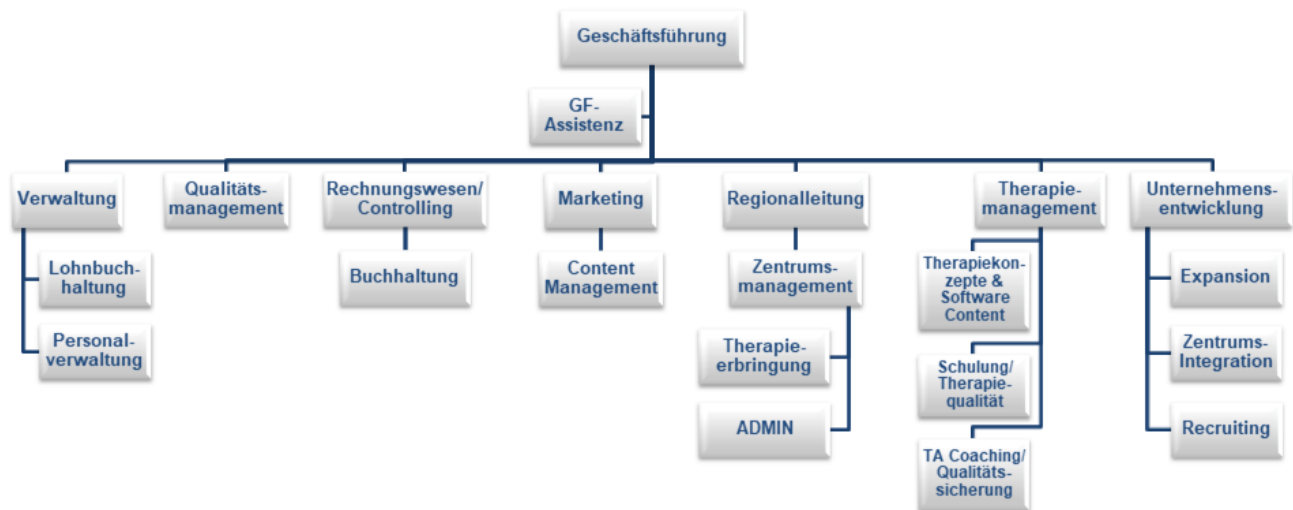 Geschäftsführung
GF-
Assistenz
Verwaltung
Qualitäts-
management
Rechnungswesen/
Controlling
Marketing
Regionalleitung
Therapie-
management
Unternehmens-
entwicklung
Lohnbuch-
haltung
Personal-
verwaltung
Buchhaltung
Content
Management
Zentrums-
management
Therapie-
erbringung
ADMIN
Therapiekon-
zepte &
Software
Content
Schulung/
Therapie-
qualität
TA Coaching/
Qualitäts-
sicherung
Expansion
Zentrums-
Integration
Recruiting